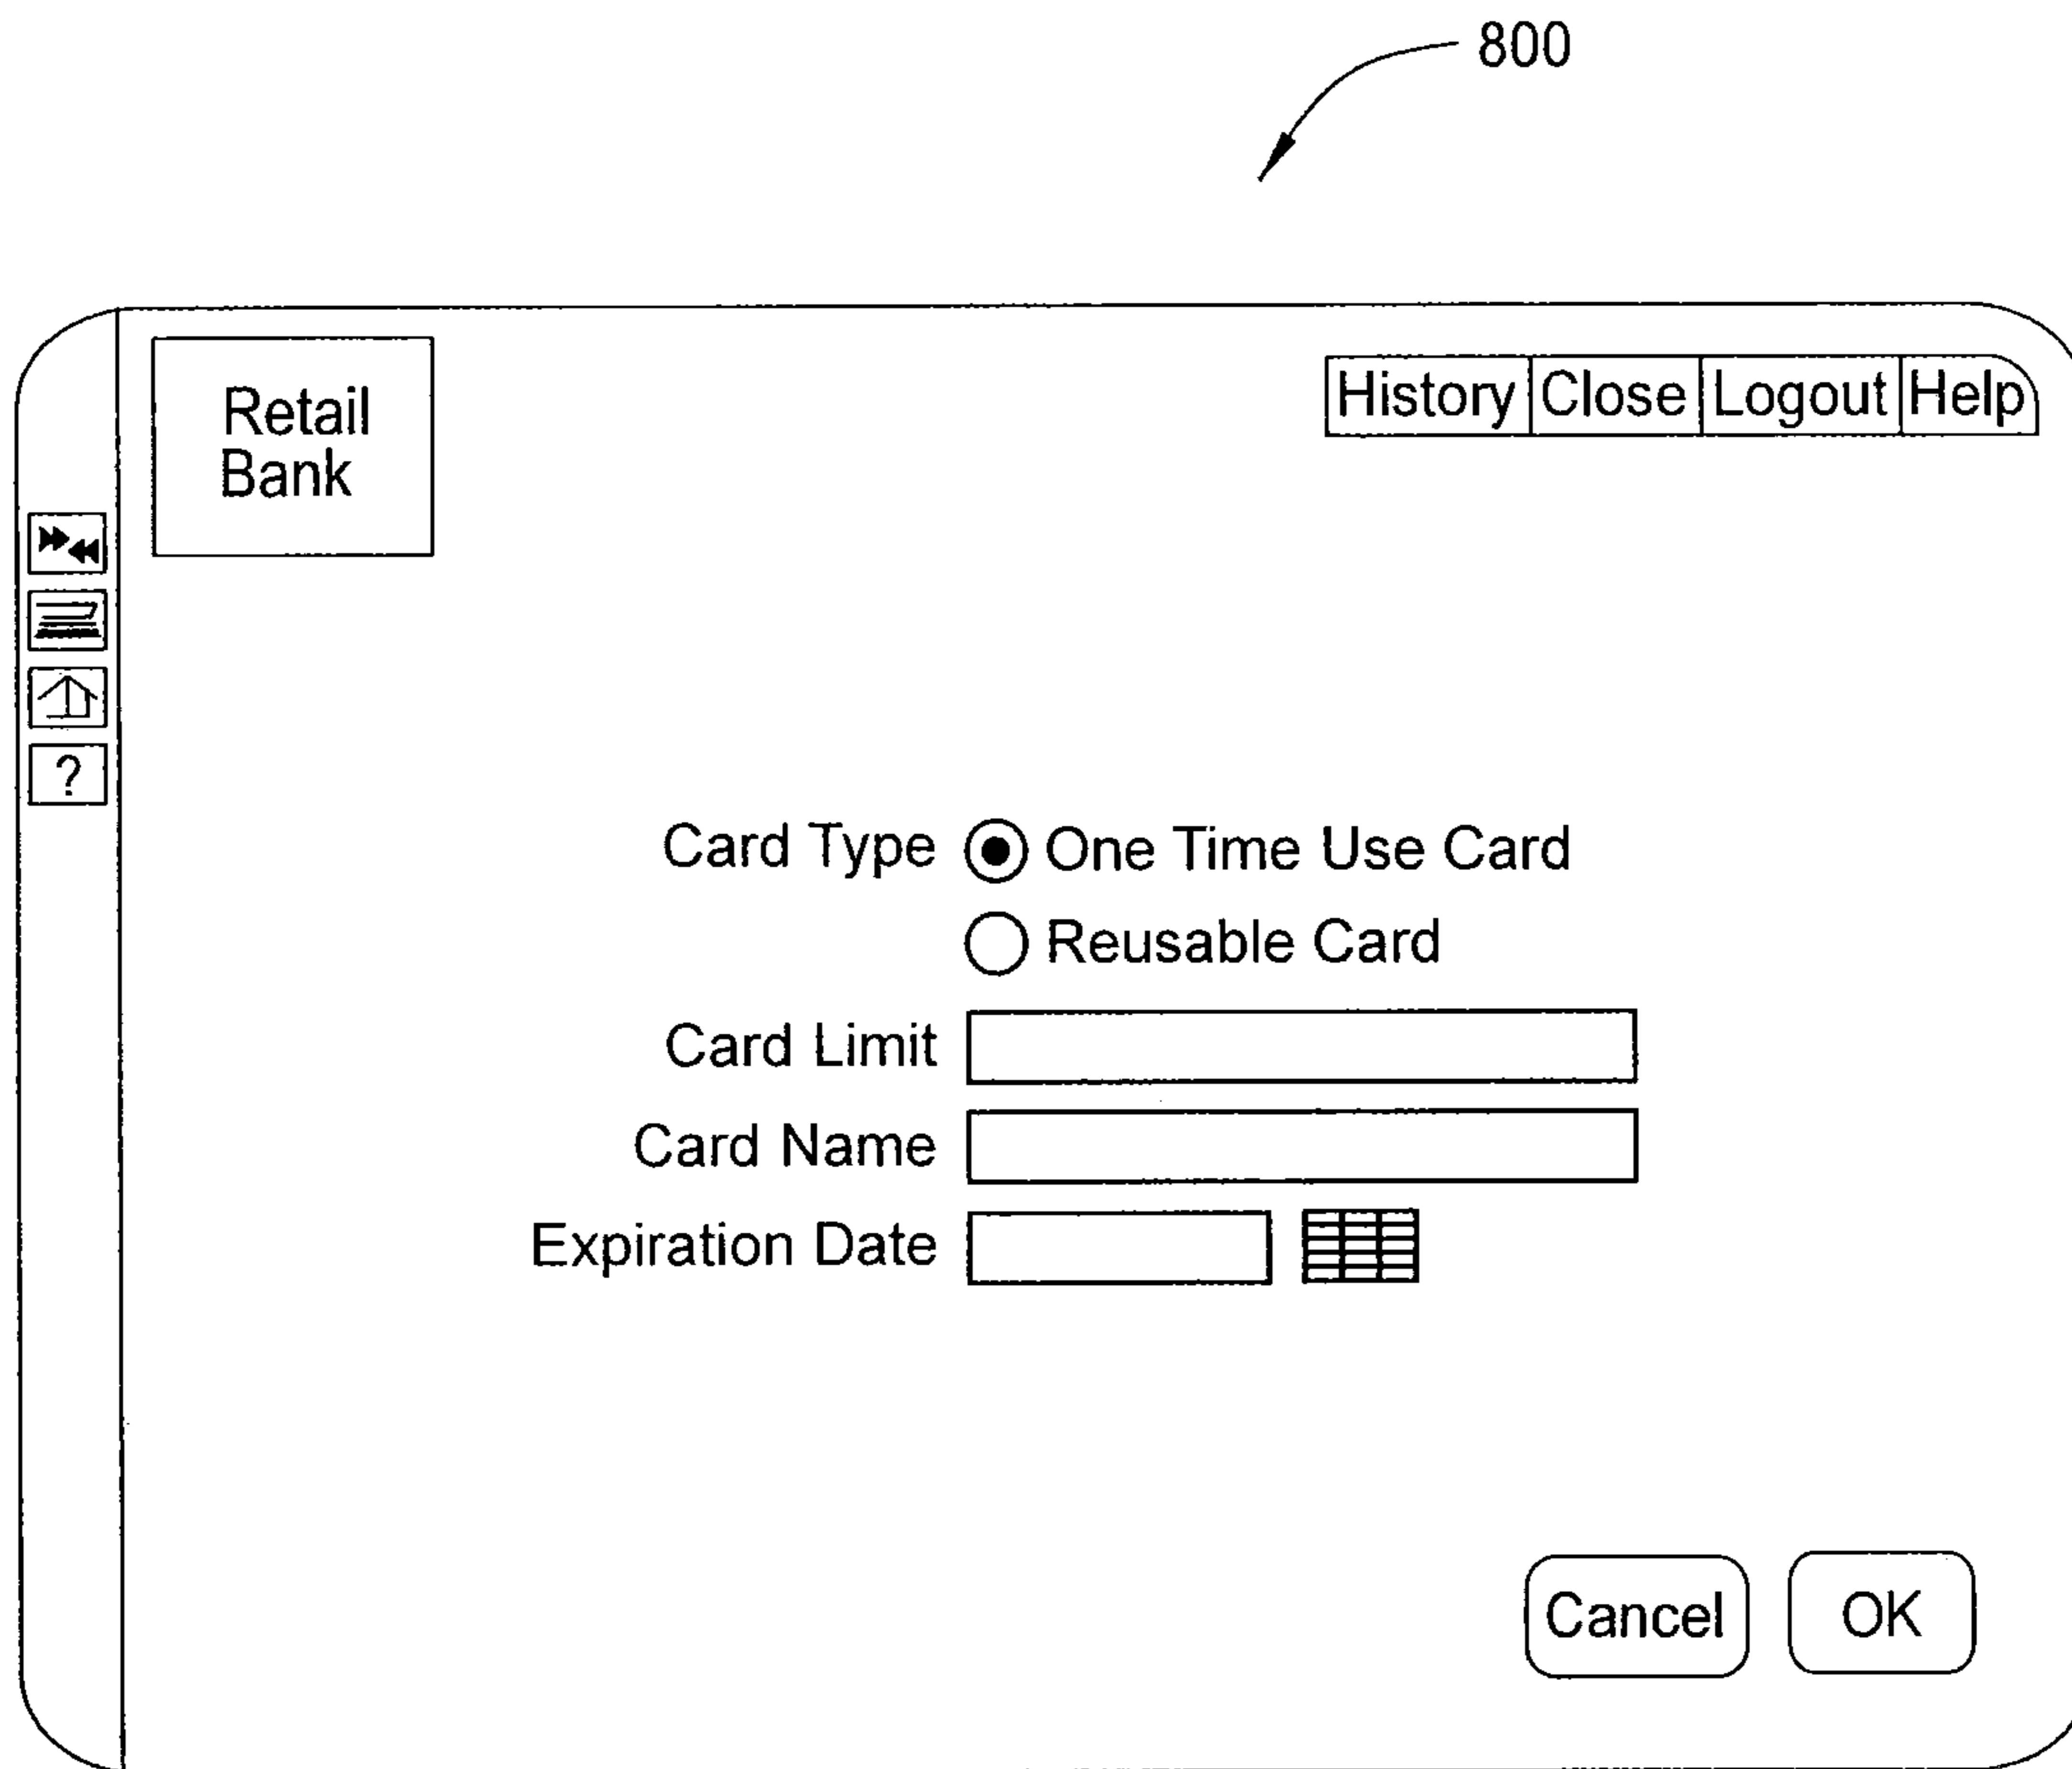 800
Retail
Bank
History Close Logout Help
?
Card Type One Time Use Card
Reusable Card
Card Limit
Card Name
Expiration Date
Cancel OK